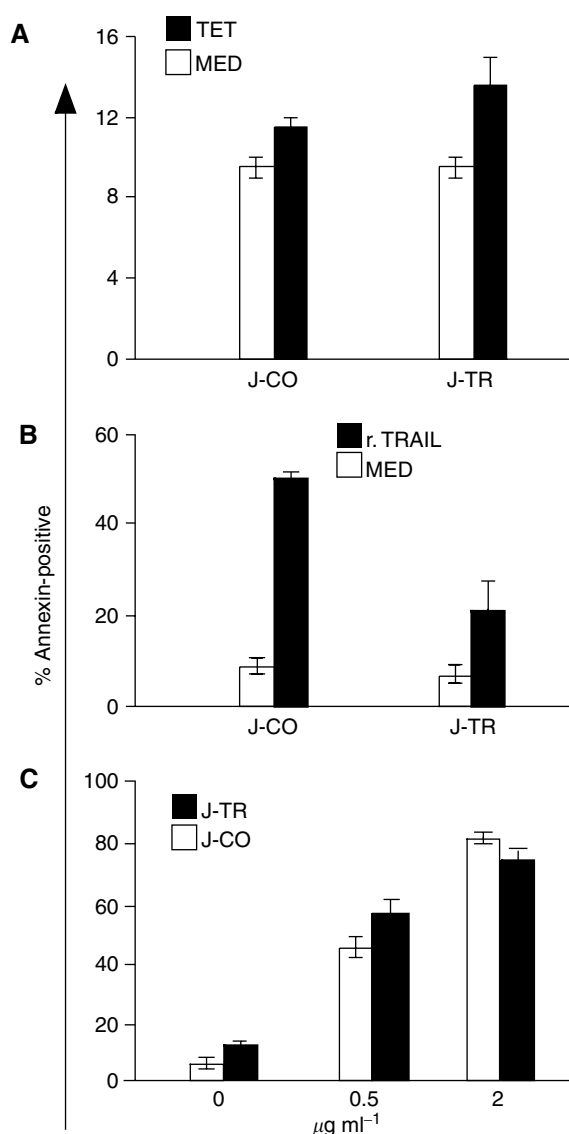 A
TET
MED
16
12
8
4
0
J-CO
J-TR
B
r. TRAIL
MED
60
40
20
0
J-CO
J-TR
% Annexin-positive
C
J-TR
J-CO
100
80
60
40
20
0
0
0.5
2
μg ml⁻¹